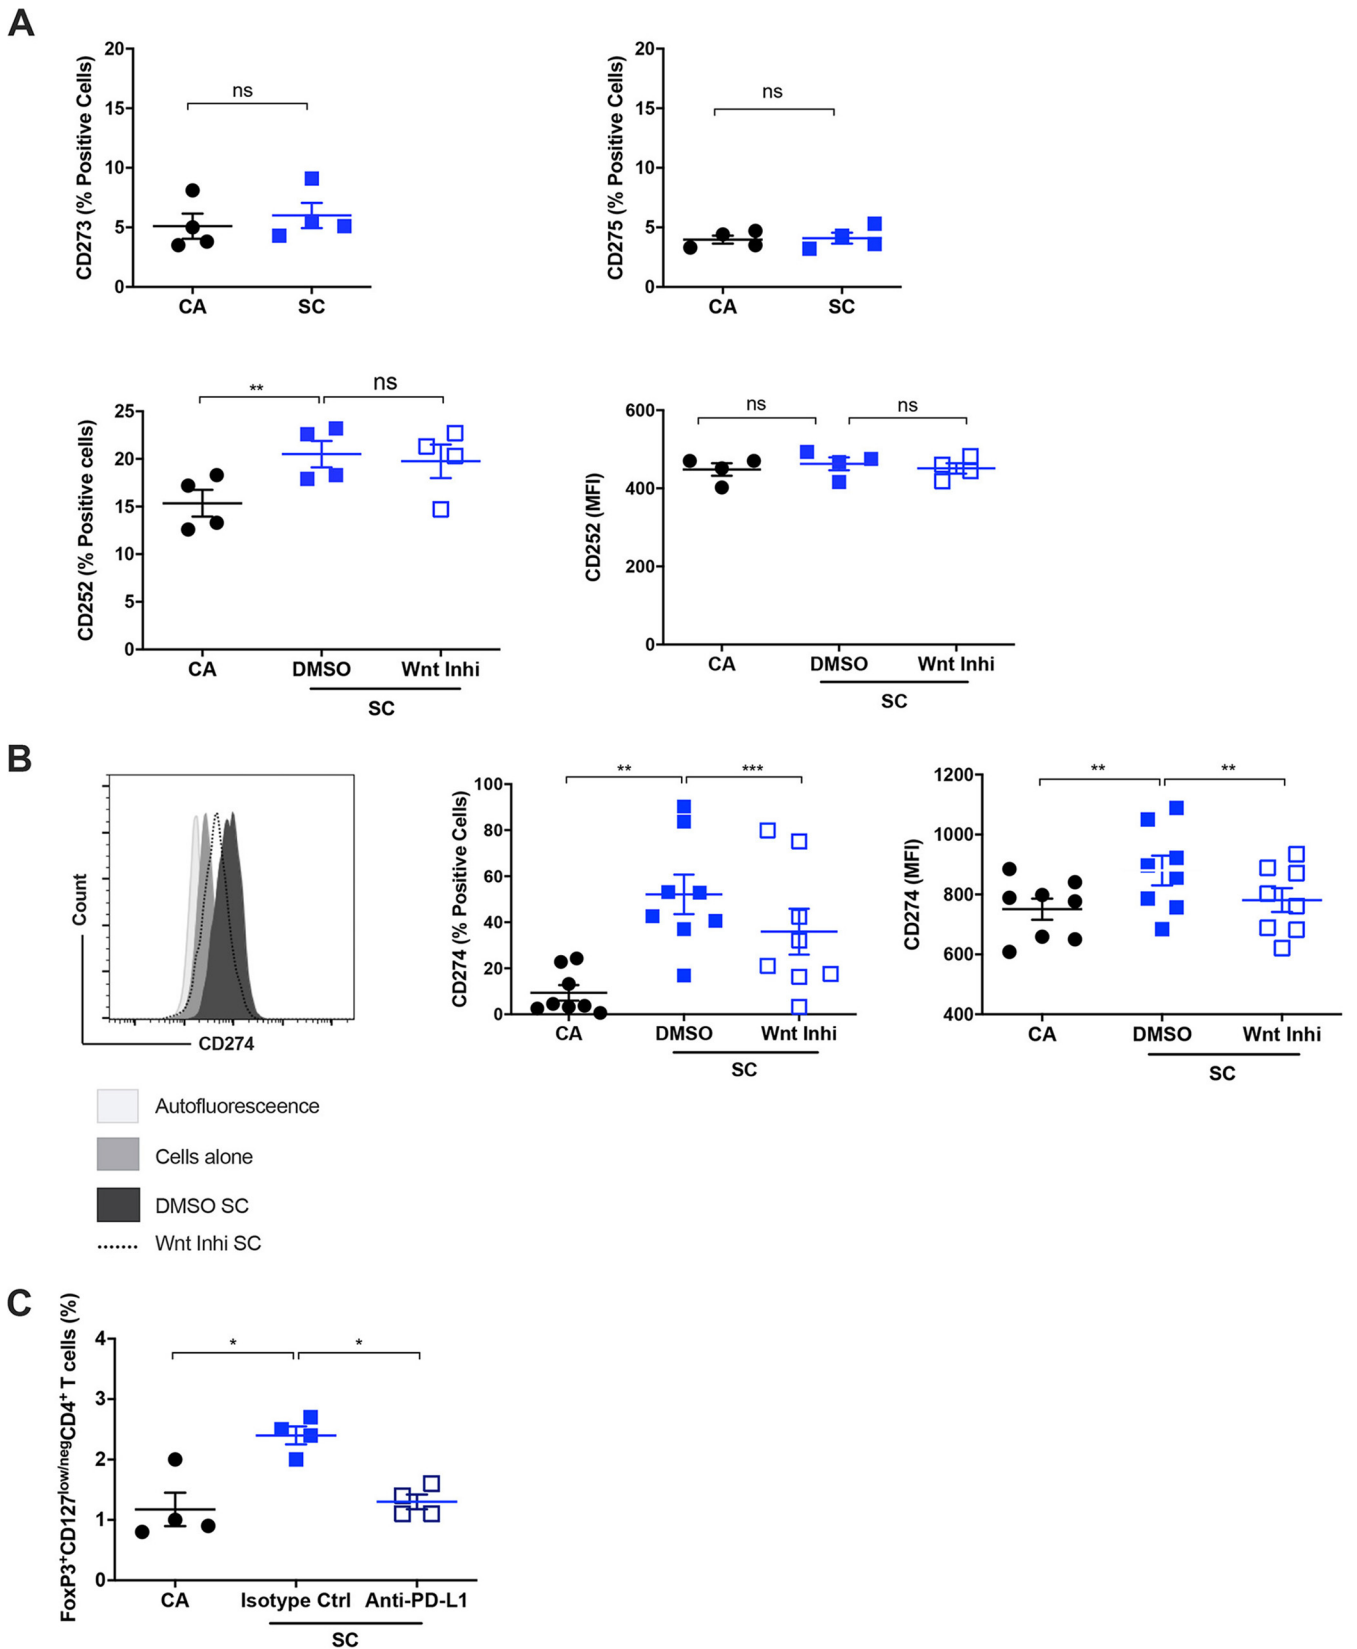 A
CD273 (% Positive Cells)
20
15
10
5
0
ns
CA SC
CD275 (% Positive Cells)
20
15
10
5
0
ns
CA SC
CD252 (% Positive cells)
25
20
15
10
5
0
** ns
CA DMSO Wnt Inhi
SC
CD252 (MFI)
600
400
200
0
ns ns
CA DMSO Wnt Inhi
SC
B
Count
CD274
Autofluoresceence
Cells alone
DMSO SC
Wnt Inhi SC
CD274 (% Positive Cells)
100
80
60
40
20
0
** ***
CA DMSO Wnt Inhi
SC
CD274 (MFI)
1200
1000
800
600
400
** **
CA DMSO Wnt Inhi
SC
C
FoxP3⁺CD127ˡᵒʷ/ⁿᵉᵍCD4⁺ T cells (%)
4
3
2
1
0
* *
CA Isotype Ctrl Anti-PD-L1
SC